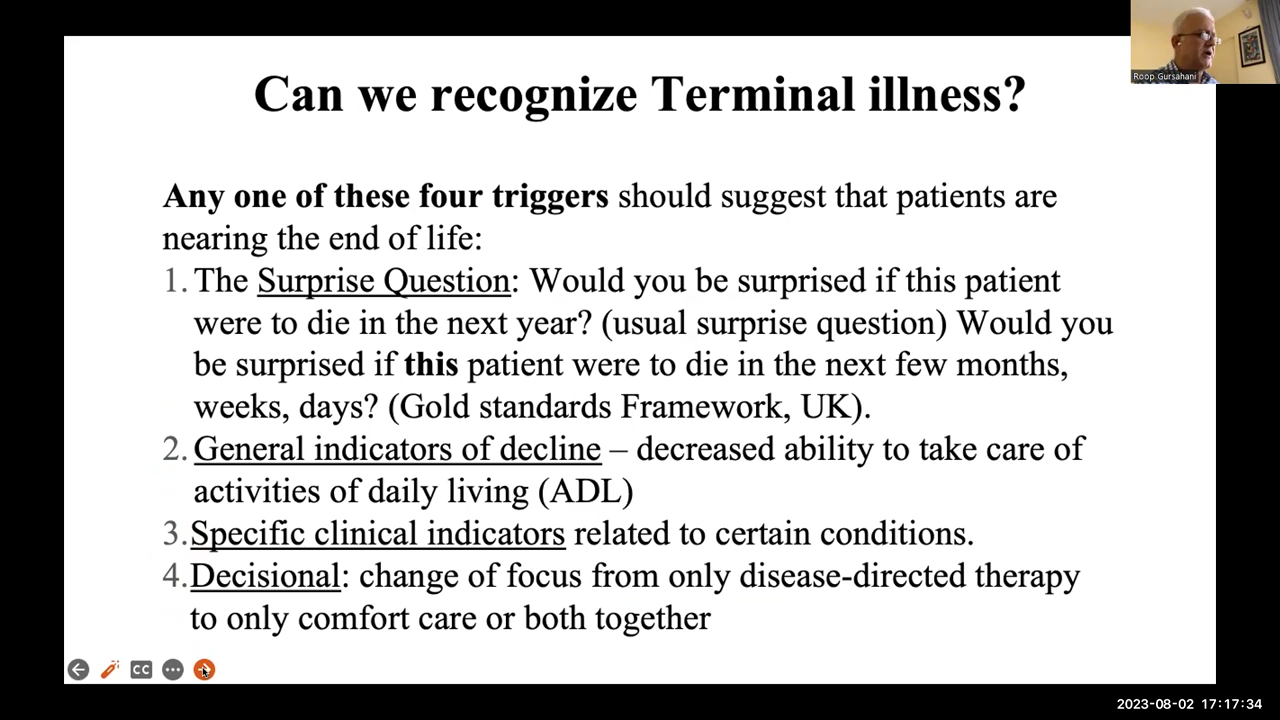 Can we recognize Terminal illness?
Roop Gursahani
Any one of these four triggers should suggest that patients are
nearing the end of life:
1. The Surprise Question: Would you be surprised if this patient
were to die in the next year? (usual surprise question) Would you
be surprised if this patient were to die in the next few months,
weeks, days? (Gold standards Framework, UK).
2. General indicators of decline – decreased ability to take care of
activities of daily living (ADL)
3.Specific clinical indicators related to certain conditions.
4.Decisional: change of focus from only disease-directed therapy
to only comfort care or both together
CC
2023-08-02 17:17:34